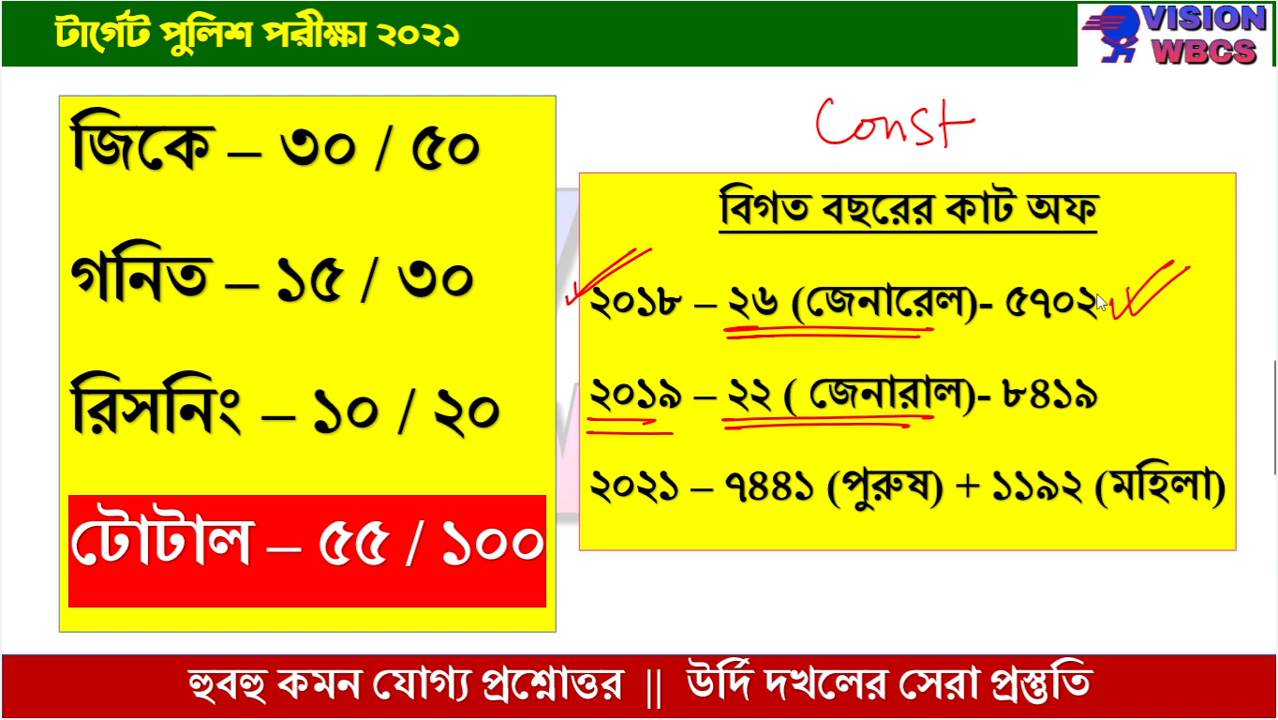 টার্গেট পুলিশ পরীক্ষা ২০২১
VISION
WBCS
জিকে – ৩০ / ৫০
গনিত – ১৫ / ৩০
রিসনিং – ১০ / ২০
টোটাল – ৫৫ / ১০০
Const
বিগত বছরের কাট অফ
২০১৮ – ২৬ (জেনারেল)- ৫৭০২
২০১৯ – ২২ ( জেনারাল)- ৮৪১৯
২০২১ – ৭৪৪১ (পুরুষ) + ১১৯২ (মহিলা)
হুবহু কমন যোগ্য প্রশ্নোত্তর || উর্দি দখলের সেরা প্রস্তুতি